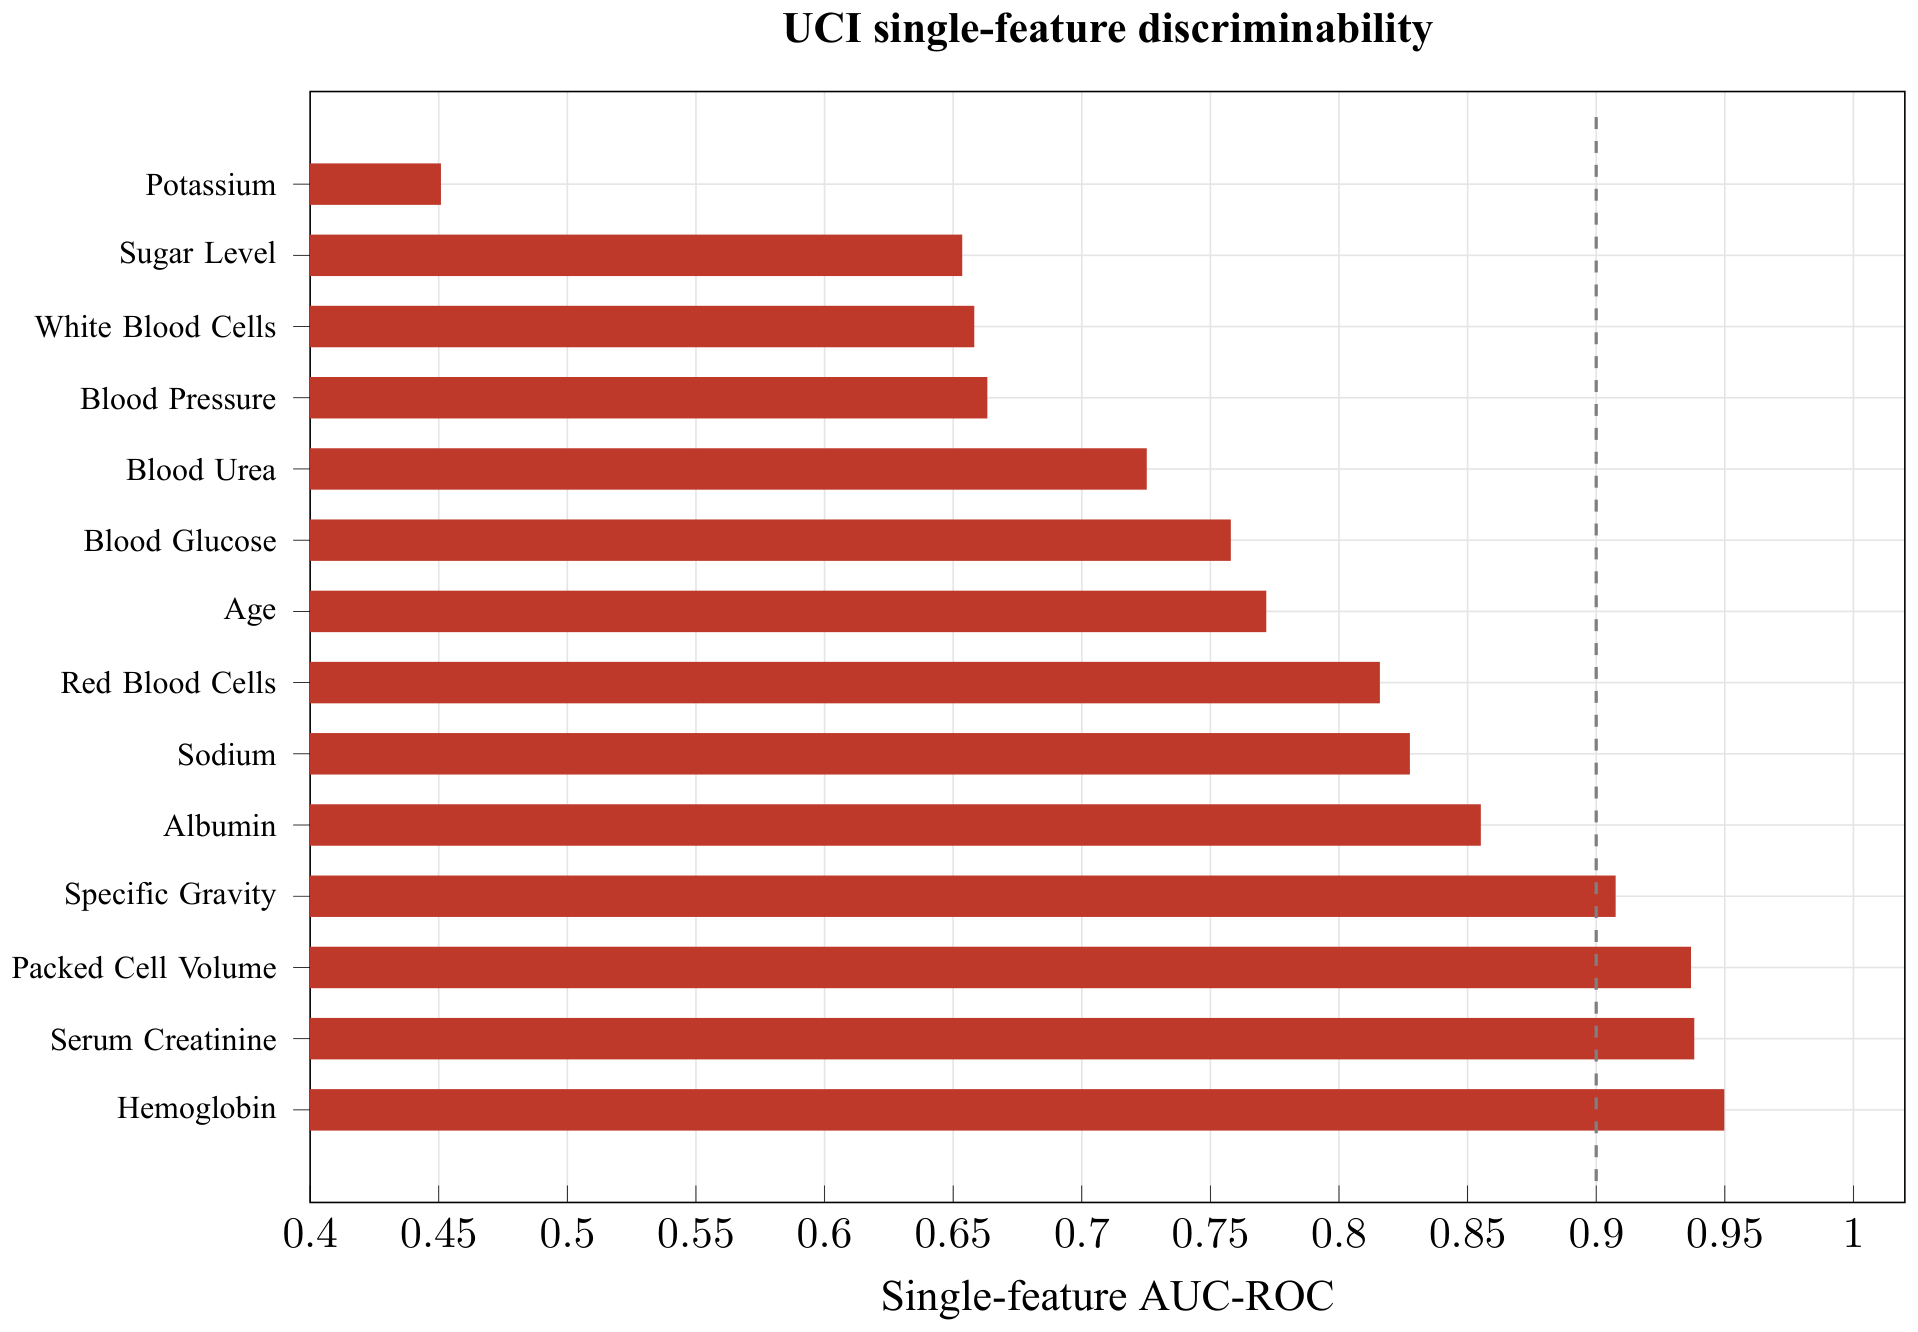 UCI single-feature discriminability
Potassium
Sugar Level
White Blood Cells
Blood Pressure
Blood Urea
Blood Glucose
Age
Red Blood Cells
Sodium
Albumin
Specific Gravity
Packed Cell Volume
Serum Creatinine
Hemoglobin
0.4 0.45 0.5 0.55 0.6 0.65 0.7 0.75 0.8 0.85 0.9 0.95 1
Single-feature AUC-ROC